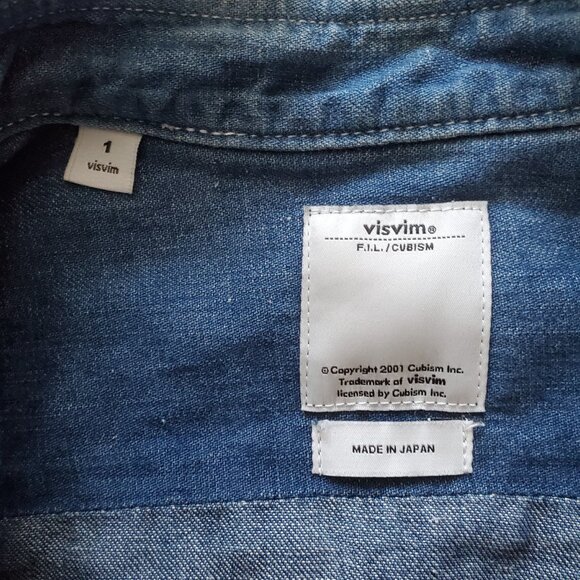 1
visvim
visvim®
F.I.L./CUBISM
© Copyright 2001 Cubism Inc.
Trademark of visvim
licensed by Cubism Inc.
MADE IN JAPAN